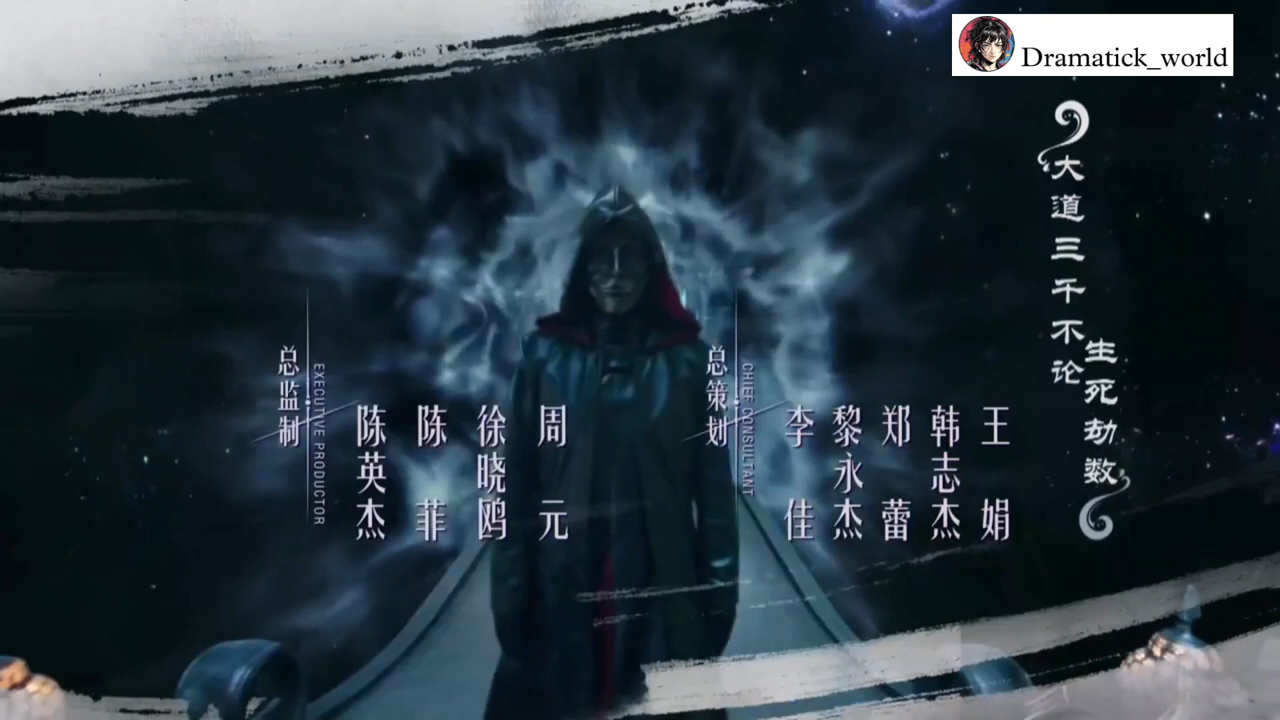 Dramatick_world
大道三千不论
生死劫数
总监制
EXECUTIVE PRODUCTOR
陈英杰
陈菲
徐晓鸥
周元
总策划
CHIEF CONSULTANT
李佳
黎永杰
郑蕾
韩志杰
王娟